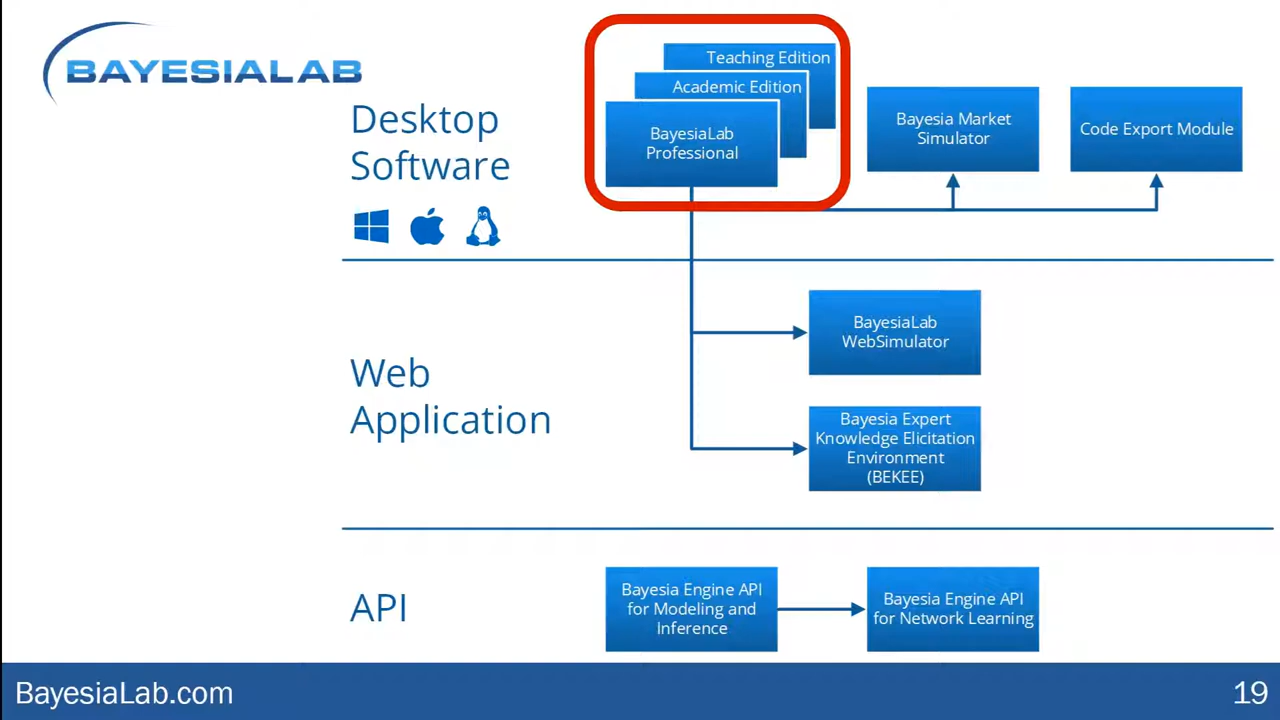 BAYESIALAB
Desktop
Software
Teaching Edition
Academic Edition
BayesiaLab
Professional
Bayesia Market
Simulator
Code Export Module
Web
Application
BayesiaLab
WebSimulator
Bayesia Expert
Knowledge Elicitation
Environment
(BEKEE)
API
Bayesia Engine API
for Modeling and
Inference
Bayesia Engine API
for Network Learning
BayesiaLab.com
19